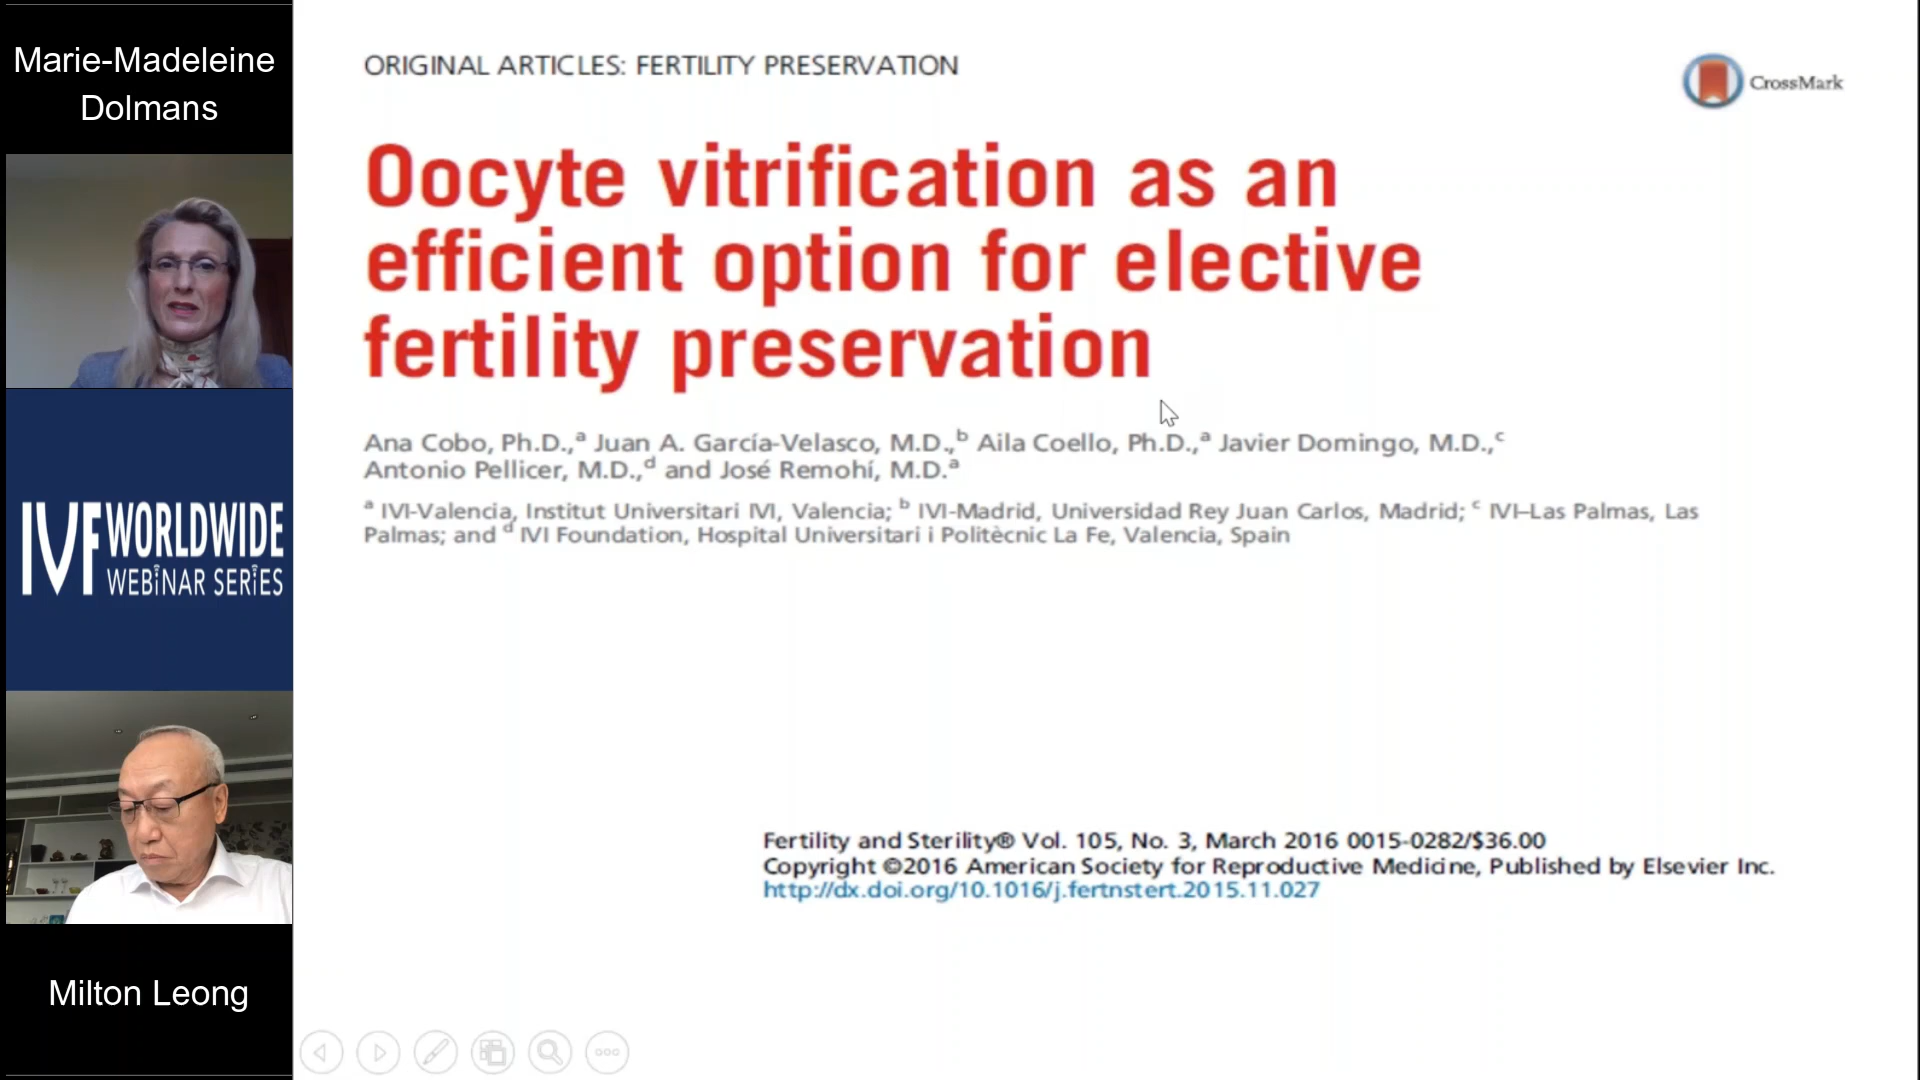 Marie-Madeleine
Dolmans
IVF WORLDWIDE
WEBINAR SERIES
Milton Leong
ORIGINAL ARTICLES: FERTILITY PRESERVATION
CrossMark
Oocyte vitrification as an
efficient option for elective
fertility preservation
Ana Cobo, Ph.D.,a Juan A. García-Velasco, M.D.,b Aila Coello, Ph.D.,a Javier Domingo, M.D.,c
Antonio Pellicer, M.D.,d and José Remohí, M.D.a
a IVI-Valencia, Institut Universitari IVI, Valencia; b IVI-Madrid, Universidad Rey Juan Carlos, Madrid; c IVI–Las Palmas, Las
Palmas; and d IVI Foundation, Hospital Universitari i Politècnic La Fe, Valencia, Spain
Fertility and Sterility® Vol. 105, No. 3, March 2016 0015-0282/$36.00
Copyright ©2016 American Society for Reproductive Medicine, Published by Elsevier Inc.
http://dx.doi.org/10.1016/j.fertnstert.2015.11.027